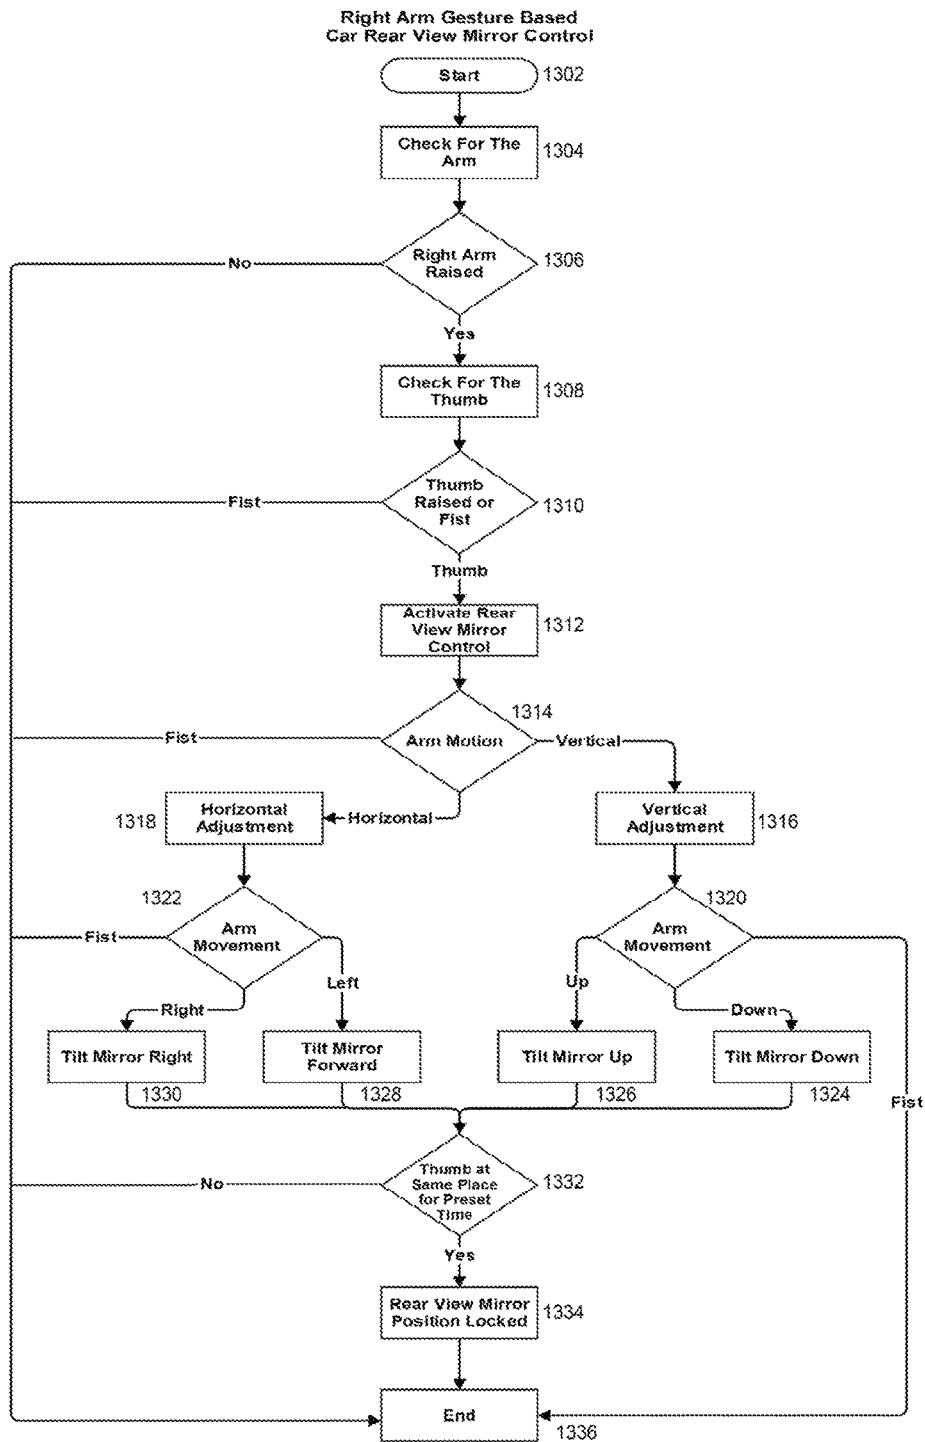 Right Arm Gesture Based
Car Rear View Mirror Control
Start
1302
Check For The
Arm
1304
Right Arm
Raised
1306
No
Yes
Check For The
Thumb
1308
Thumb
Raised or
Fist
1310
Fist
Thumb
Activate Rear
View Mirror
Control
1312
Arm Motion
1314
Fist
Vertical
Horizontal
Horizontal
Adjustment
1318
Vertical
Adjustment
1316
Arm
Movement
1322
Arm
Movement
1320
Fist
Left
Right
Up
Down
Fist
Tilt Mirror Right
1330
Tilt Mirror
Forward
1328
Tilt Mirror Up
1326
Tilt Mirror Down
1324
Thumb at
Same Place
for Preset
Time
1332
No
Yes
Rear View Mirror
Position Locked
1334
End
1336